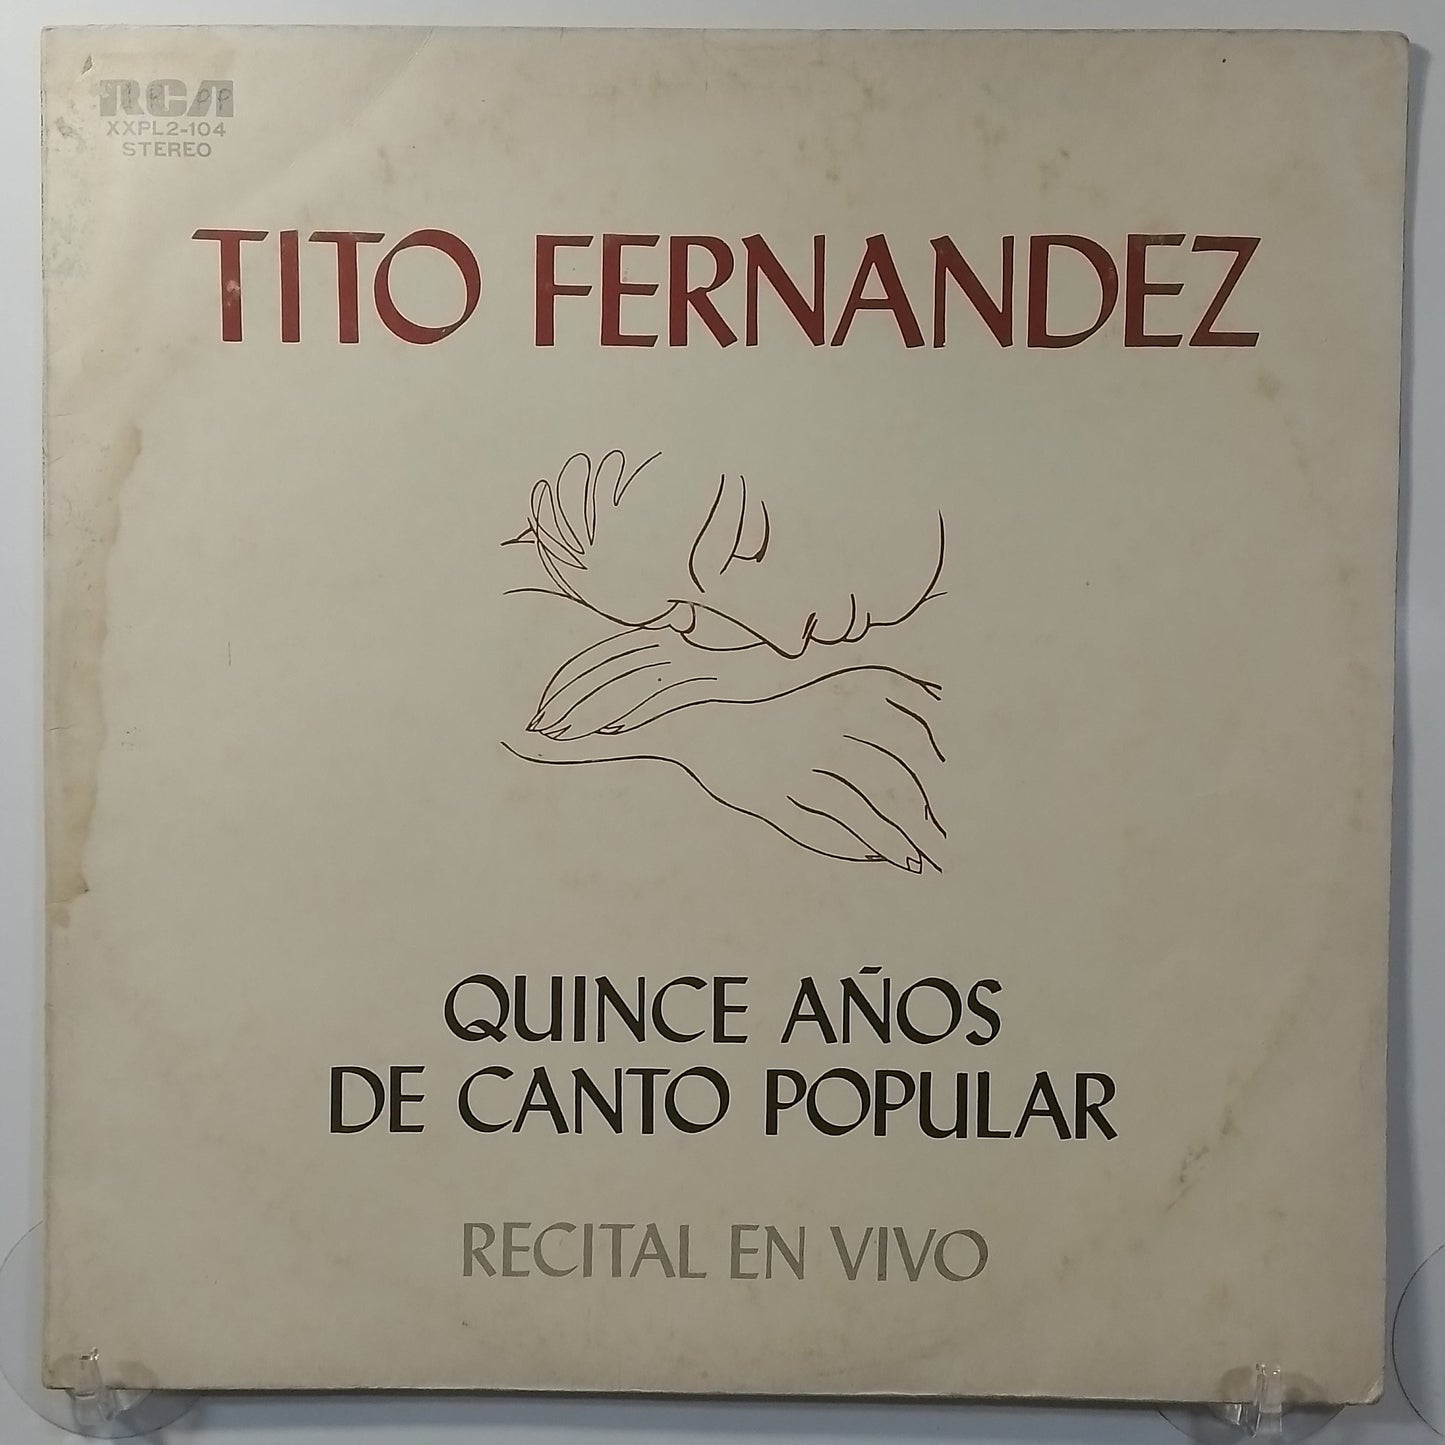 RCA
XXPL2-104
STEREO
TITO FERNANDEZ
QUINCE AÑOS
DE CANTO POPULAR
RECITAL EN VIVO